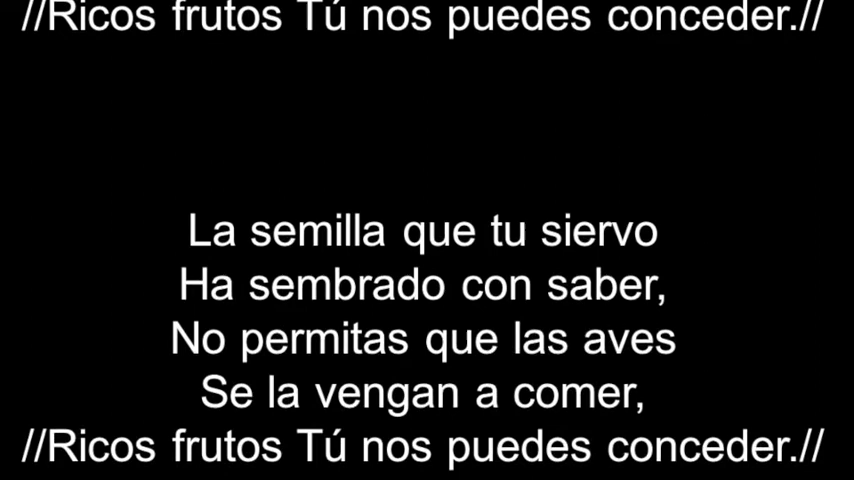 //Ricos frutos Tú nos puedes conceder.//
La semilla que tu siervo
Ha sembrado con saber,
No permitas que las aves
Se la vengan a comer,
//Ricos frutos Tú nos puedes conceder.//